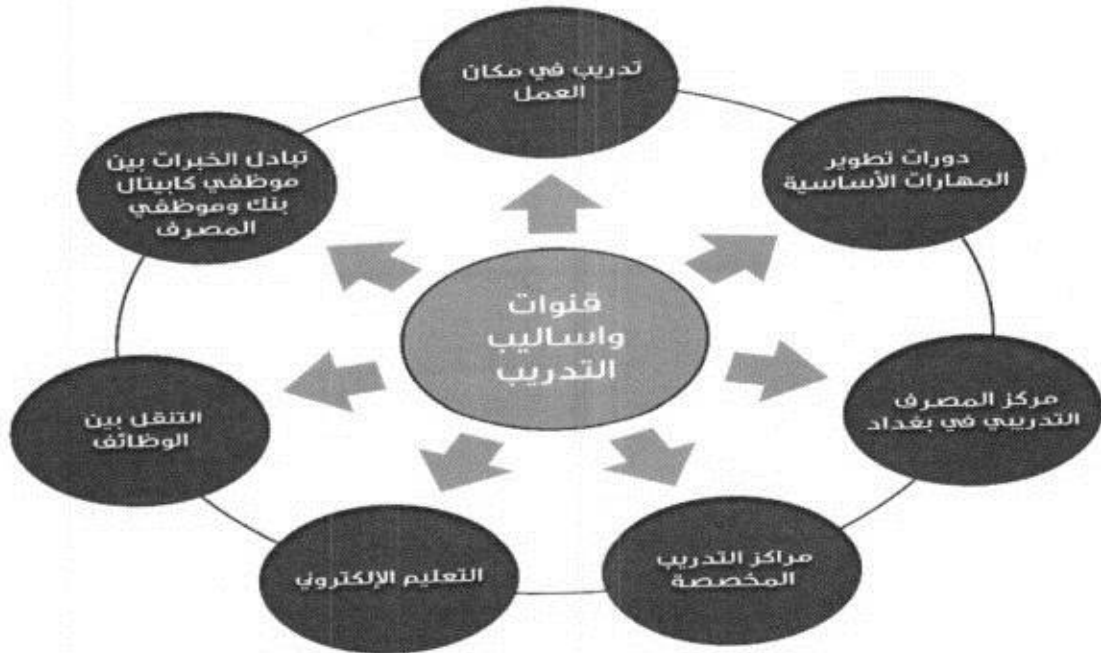 تدريب في مكان
العمل
دورات تطوير
المهارات الأساسية
مركز المصرف
التدريبي في بغداد
مراكز التدريب
المخصصة
التعليم الإلكتروني
التنقل بين
الوظائف
تبادل الخبرات بين
موظفي كابيتال
بنك وموظفي
المصرف
قنوات
واساليب
التدريب